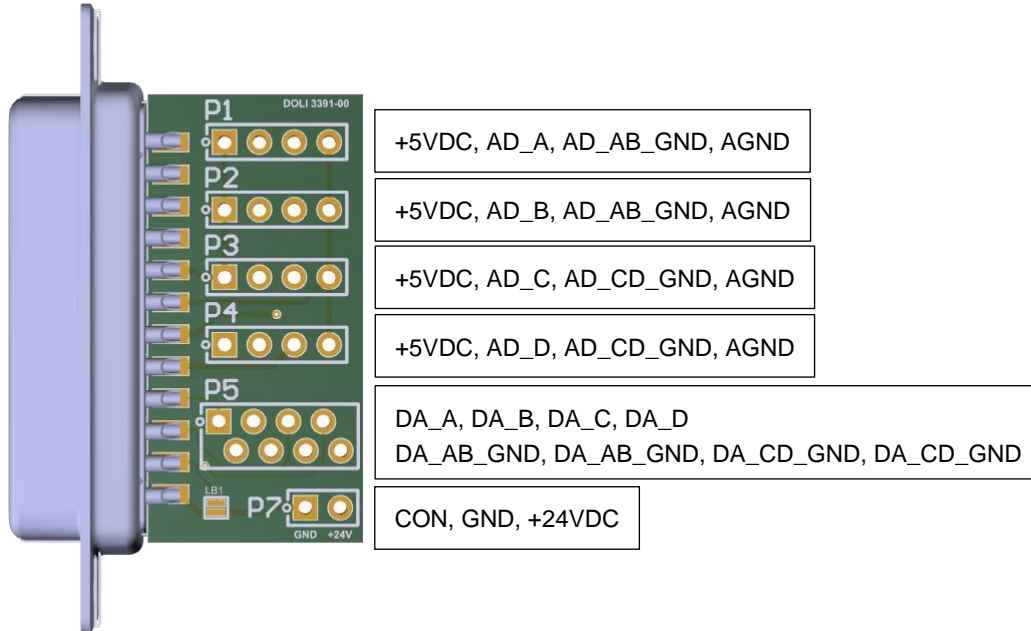 DOLI 3391-00
P1
+5VDC, AD_A, AD_AB_GND, AGND
P2
+5VDC, AD_B, AD_AB_GND, AGND
P3
+5VDC, AD_C, AD_CD_GND, AGND
P4
+5VDC, AD_D, AD_CD_GND, AGND
P5
DA_A, DA_B, DA_C, DA_D
DA_AB_GND, DA_AB_GND, DA_CD_GND, DA_CD_GND
LB1
P7
CON, GND, +24VDC
GND +24V